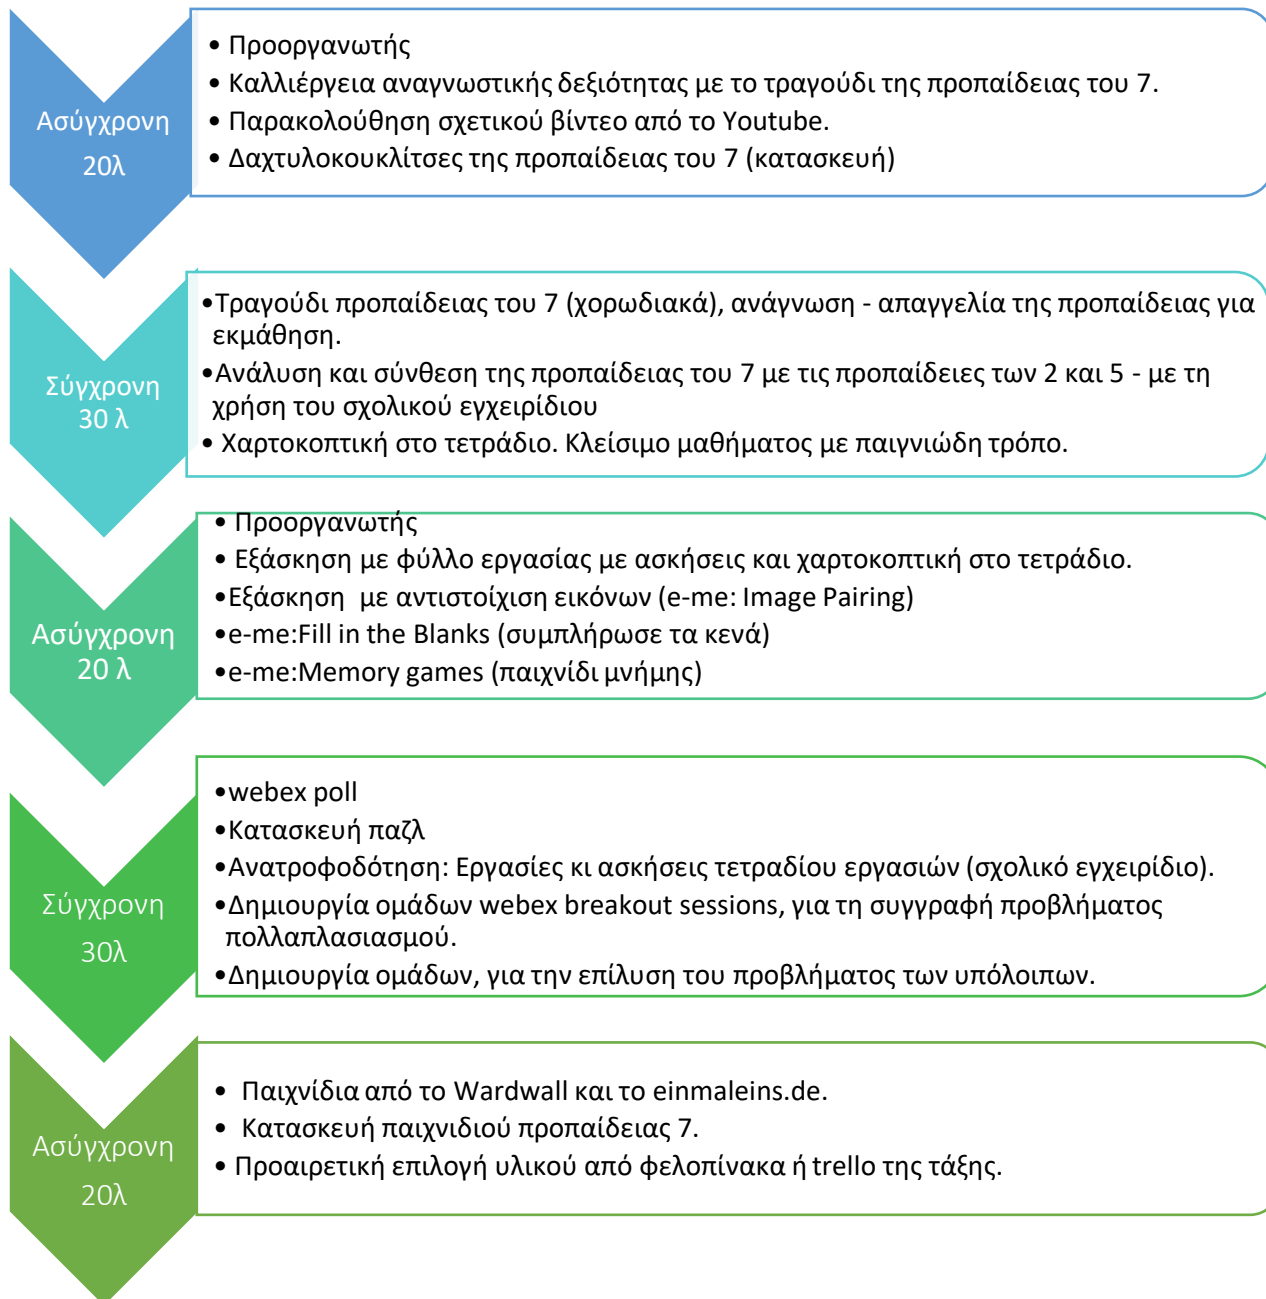 Ασύγχρονη
20λ
• Προοργανωτής
• Καλλιέργεια αναγνωστικής δεξιότητας με το τραγούδι της προπαίδειας του 7.
• Παρακολούθηση σχετικού βίντεο από το Youtube.
• Δαχτυλοκουκλίτσες της προπαίδειας του 7 (κατασκευή)
Σύγχρονη
30 λ
•Τραγούδι προπαίδειας του 7 (χορωδιακά), ανάγνωση - απαγγελία της προπαίδειας για
εκμάθηση.
•Ανάλυση και σύνθεση της προπαίδειας του 7 με τις προπαίδειες των 2 και 5 - με τη
χρήση του σχολικού εγχειρίδιου
• Χαρτοκοπτική στο τετράδιο. Κλείσιμο μαθήματος με παιγνιώδη τρόπο.
Ασύγχρονη
20 λ
• Προοργανωτής
• Εξάσκηση με φύλλο εργασίας με ασκήσεις και χαρτοκοπτική στο τετράδιο.
•Εξάσκηση με αντιστοίχιση εικόνων (e-me: Image Pairing)
•e-me:Fill in the Blanks (συμπλήρωσε τα κενά)
•e-me:Memory games (παιχνίδι μνήμης)
Σύγχρονη
30λ
•webex poll
•Κατασκευή παζλ
•Ανατροφοδότηση: Εργασίες κι ασκήσεις τετραδίου εργασιών (σχολικό εγχειρίδιο).
•Δημιουργία ομάδων webex breakout sessions, για τη συγγραφή προβλήματος
πολλαπλασιασμού.
•Δημιουργία ομάδων, για την επίλυση του προβλήματος των υπόλοιπων.
Ασύγχρονη
20λ
• Παιχνίδια από το Wardwall και το einmaleins.de.
• Κατασκευή παιχνιδιού προπαίδειας 7.
• Προαιρετική επιλογή υλικού από φελοπίνακα ή trello της τάξης.